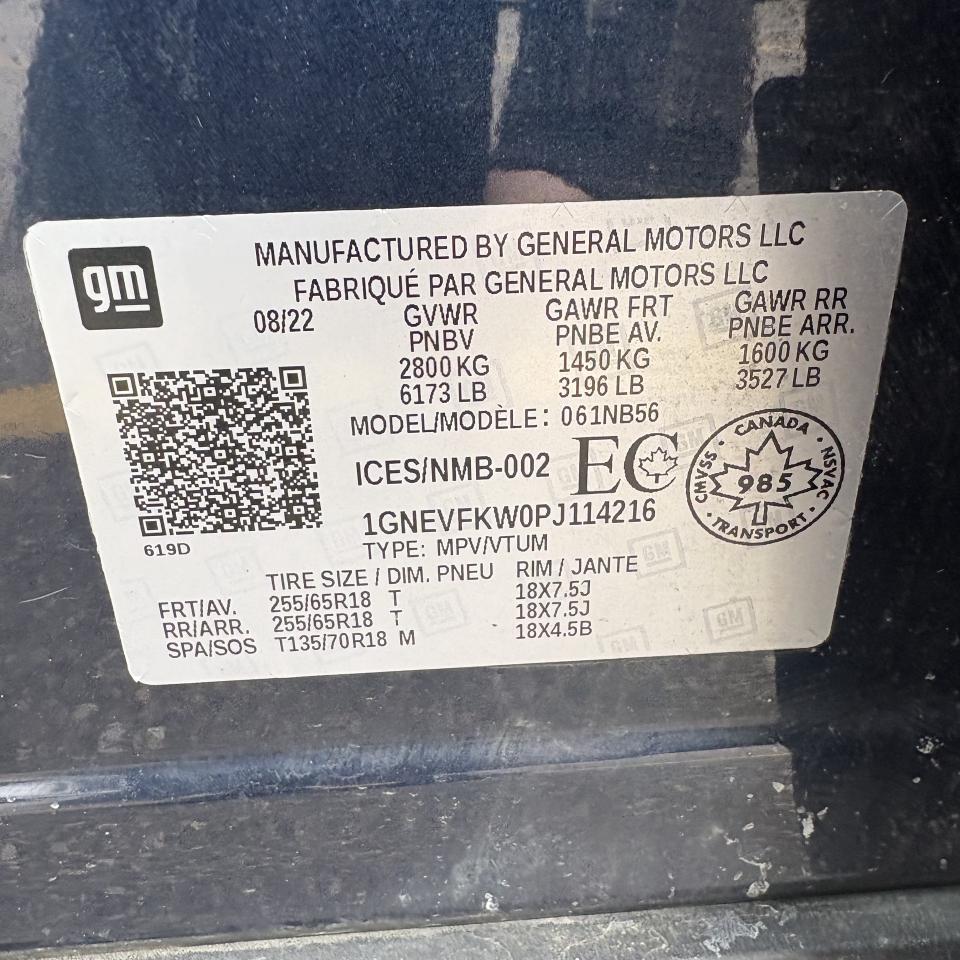 gm
MANUFACTURED BY GENERAL MOTORS LLC
FABRIQUÉ PAR GENERAL MOTORS LLC
08/22 GVWR GAWR FRT GAWR RR
PNBV PNBE AV. PNBE ARR.
2800 KG 1450 KG 1600 KG
6173 LB 3196 LB 3527 LB
MODEL/MODÈLE: 061NB56
ICES/NMB-002 EC
CANADA
CMVSS 985 NSVAC
TRANSPORT
1GNEVFKW0PJ114216
619D
TYPE: MPV/VTUM
TIRE SIZE / DIM. PNEU RIM / JANTE
FRT/AV. 255/65R18 T 18X7.5J
RR/ARR. 255/65R18 T 18X7.5J
SPA/SOS T135/70R18 M 18X4.5B
GM
GM
GM
GM